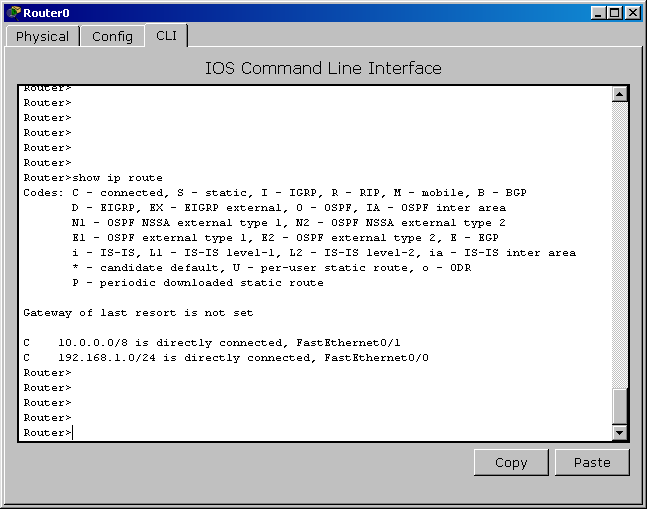 Router0
Physical Config CLI
IOS Command Line Interface
Router>
Router>
Router>
Router>
Router>
Router>
Router>show ip route
Codes: C - connected, S - static, I - IGRP, R - RIP, M - mobile, B - BGP
D - EIGRP, EX - EIGRP external, O - OSPF, IA - OSPF inter area
N1 - OSPF NSSA external type 1, N2 - OSPF NSSA external type 2
E1 - OSPF external type 1, E2 - OSPF external type 2, E - EGP
i - IS-IS, L1 - IS-IS level-1, L2 - IS-IS level-2, ia - IS-IS inter area
* - candidate default, U - per-user static route, o - ODR
P - periodic downloaded static route
Gateway of last resort is not set
C 10.0.0.0/8 is directly connected, FastEthernet0/1
C 192.168.1.0/24 is directly connected, FastEthernet0/0
Router>
Router>
Router>
Router>
Router>
Copy Paste